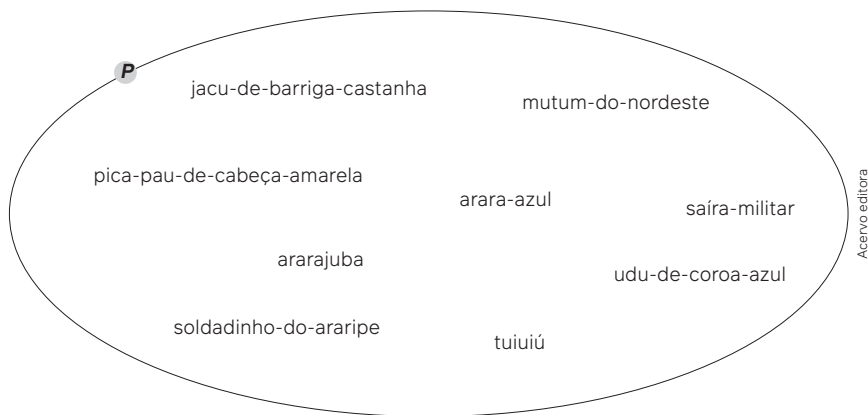 P
jacu-de-barriga-castanha
mutum-do-nordeste
pica-pau-de-cabeça-amarela
arara-azul
saíra-militar
ararajuba
udu-de-coroa-azul
soldadinho-do-araripe
tuiuiú
Acervo editora